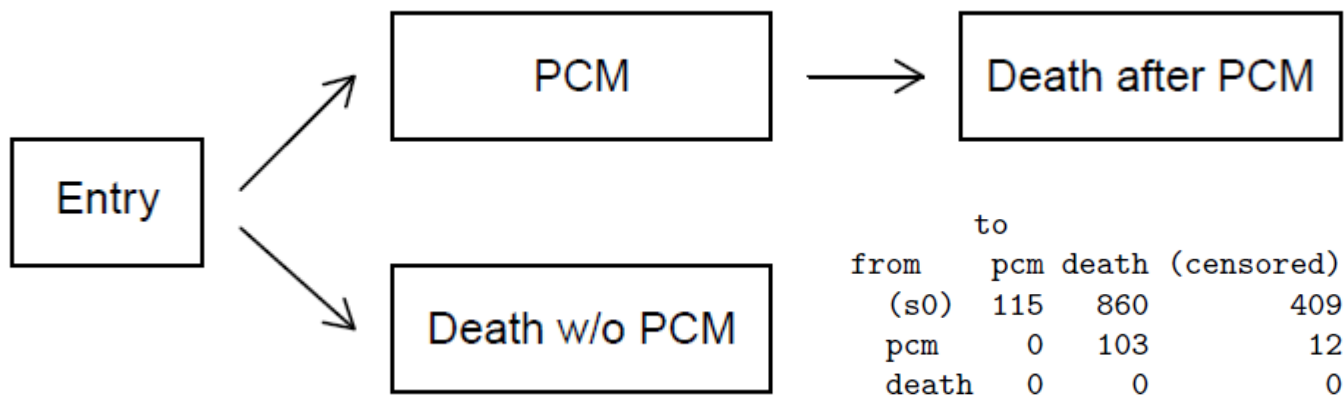 PCM
Death after PCM
Entry
Death w/o PCM
to
from pcm death (censored)
(s0) 115 860 409
pcm 0 103 12
death 0 0 0